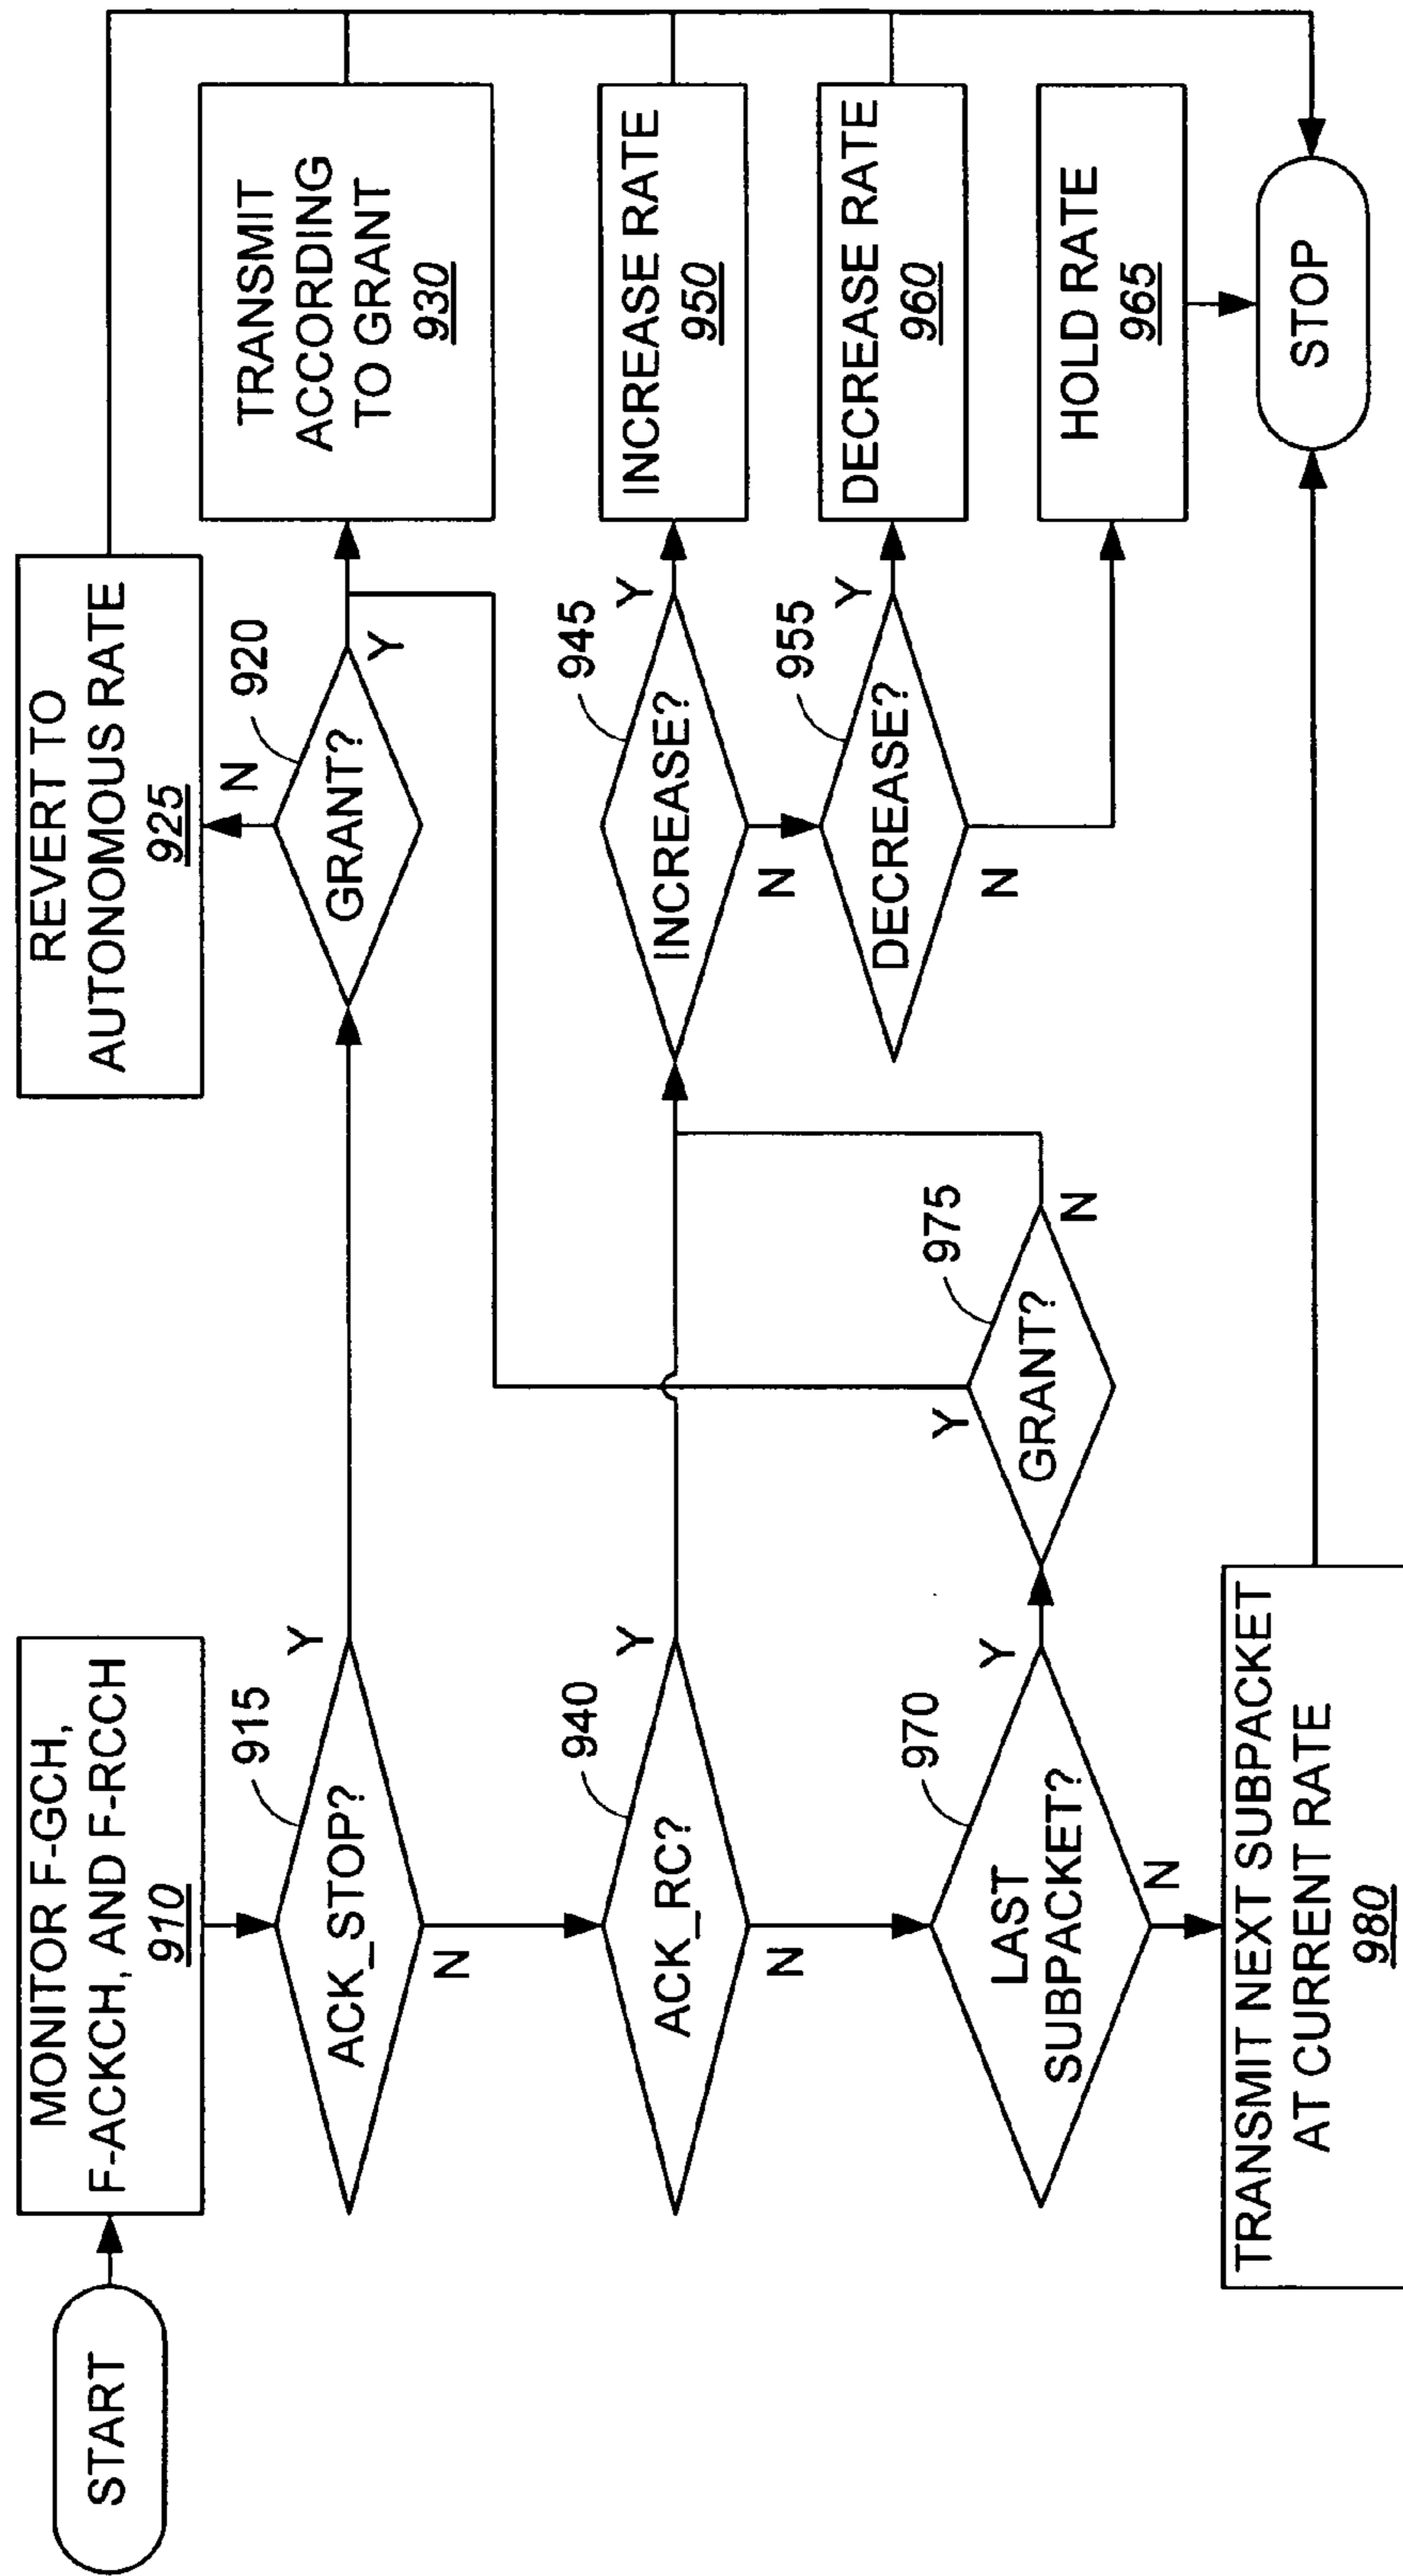 START
MONITOR F-GCH,
F-ACKCH, AND F-RCCH
910
ACK_STOP?
915
Y
N
GRANT?
920
N
Y
REVERT TO
AUTONOMOUS RATE
925
TRANSMIT
ACCORDING
TO GRANT
930
ACK_RC?
940
Y
N
INCREASE?
945
Y
N
INCREASE RATE
950
DECREASE?
955
Y
N
DECREASE RATE
960
HOLD RATE
965
LAST
SUBPACKET?
970
Y
N
GRANT?
975
Y
N
TRANSMIT NEXT SUBPACKET
AT CURRENT RATE
980
STOP